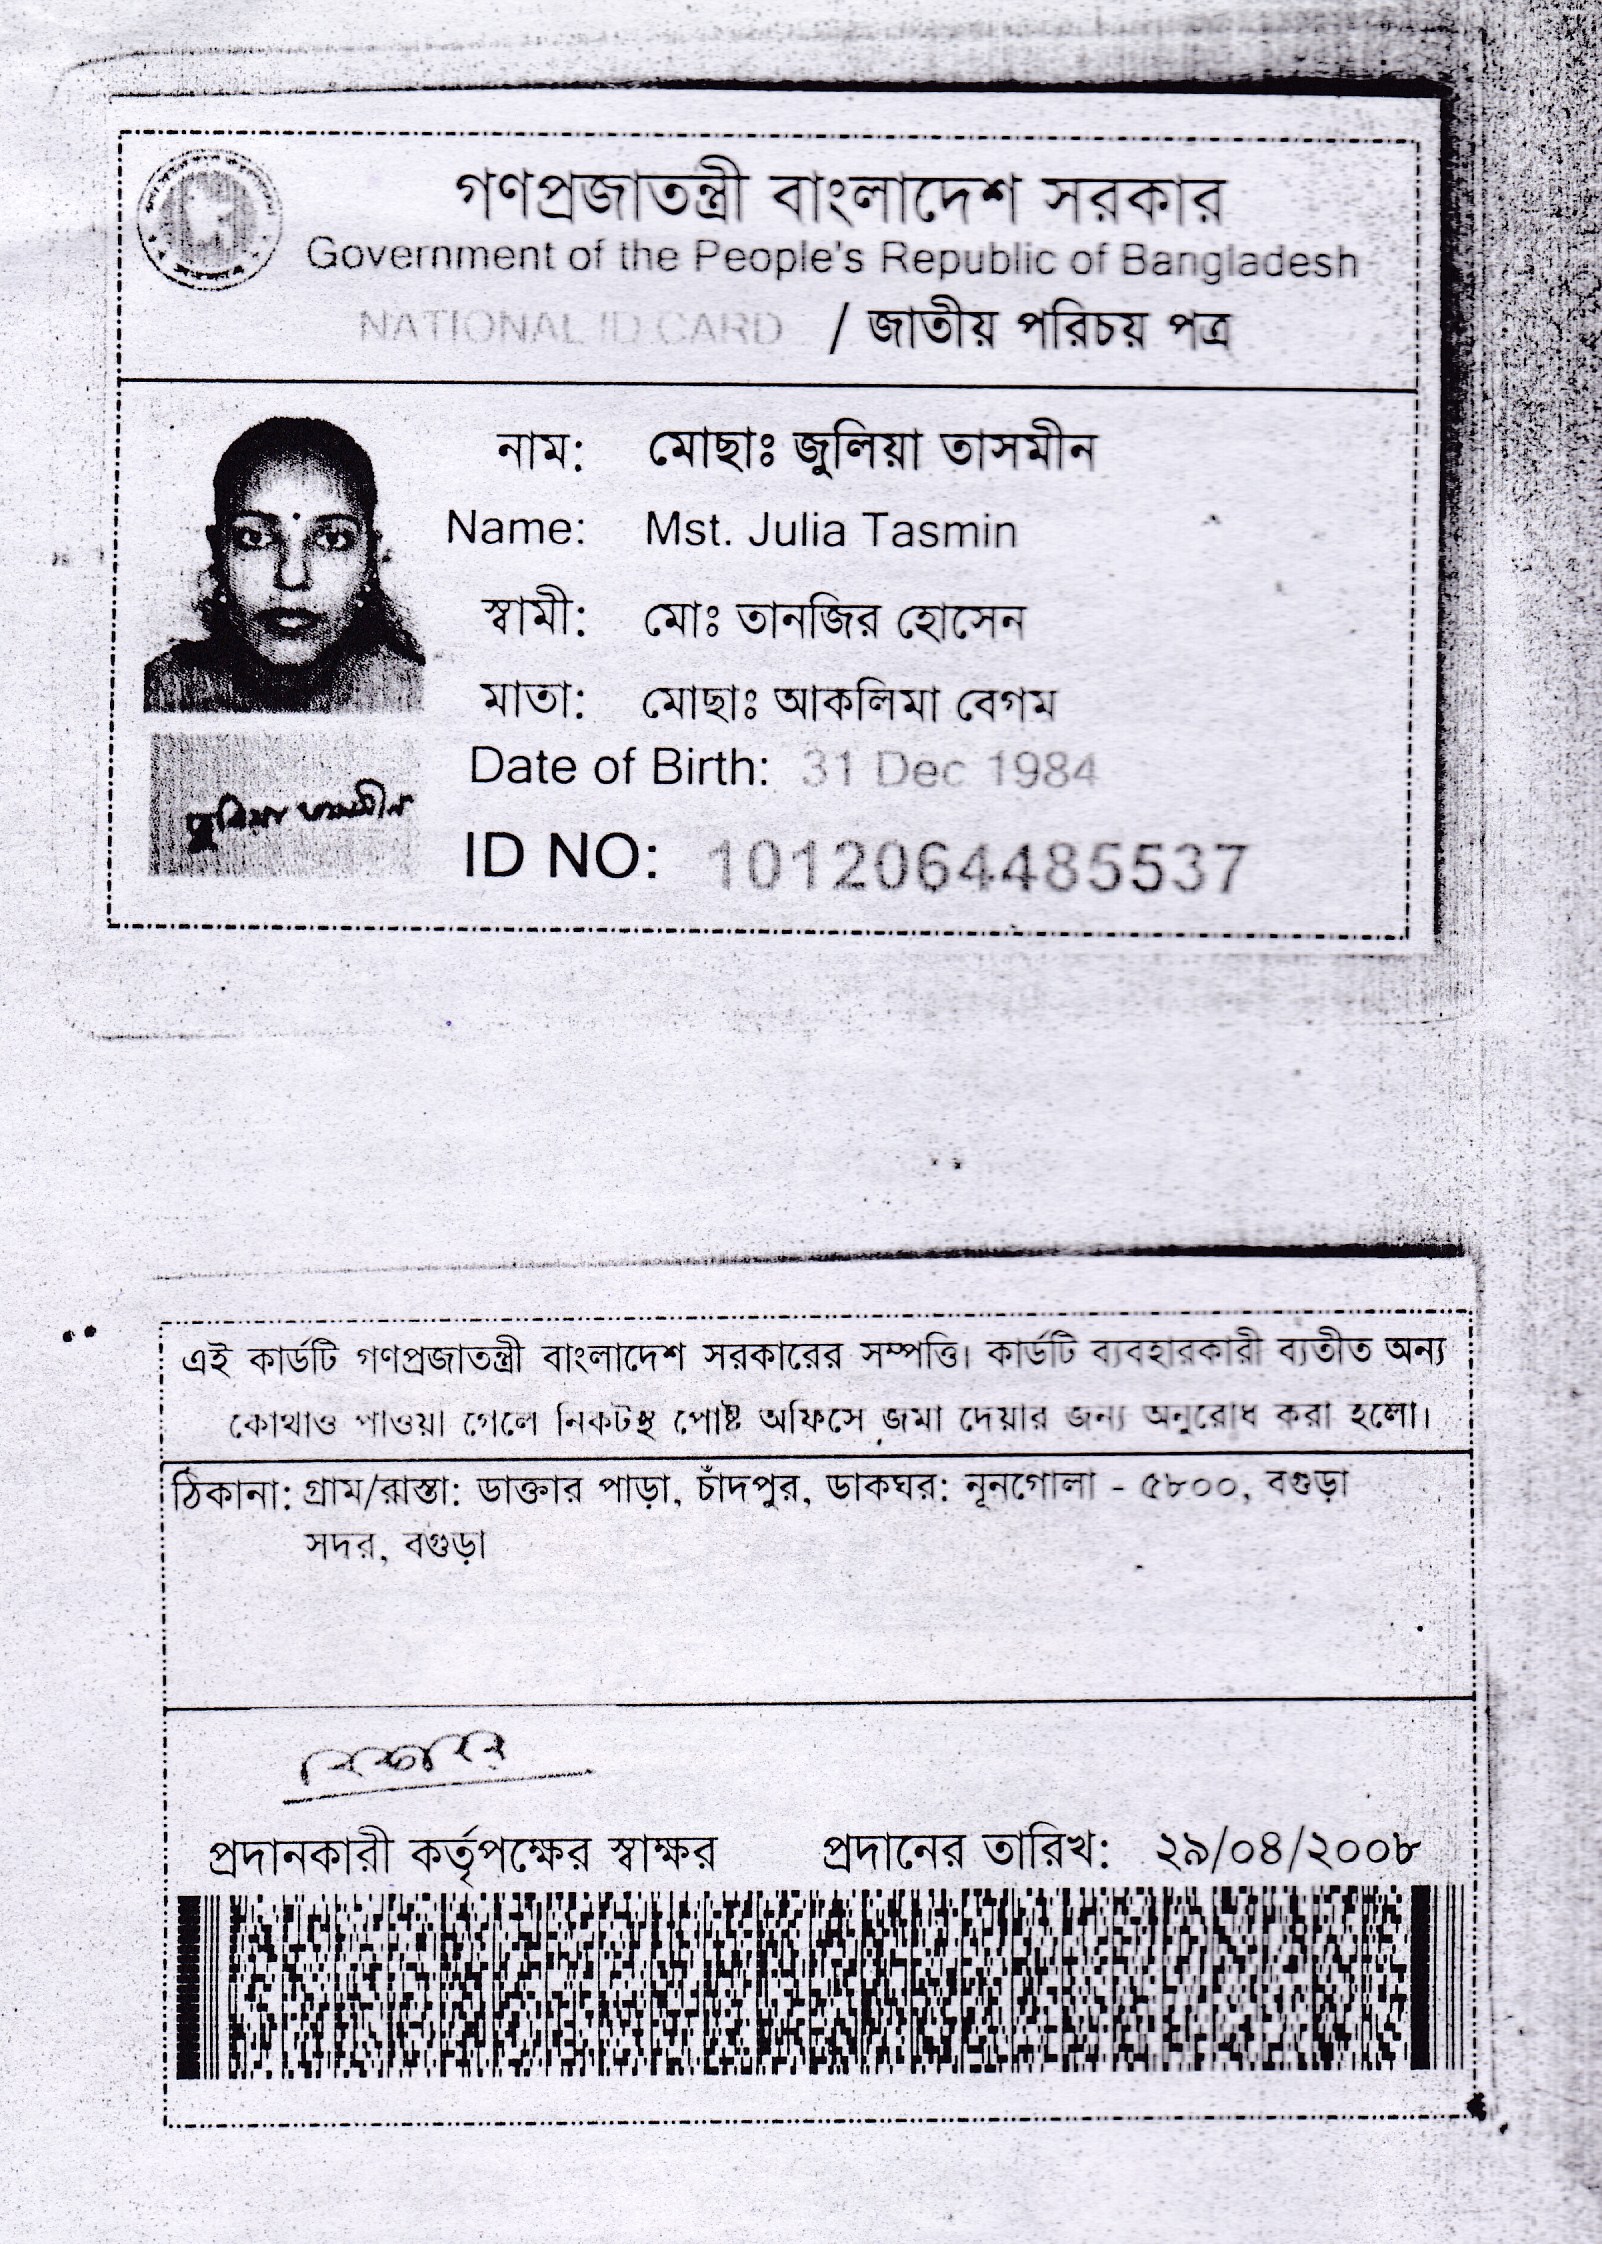 গণপ্রজাতন্ত্রী বাংলাদেশ সরকার
Government of the People's Republic of Bangladesh
NATIONAL ID CARD / জাতীয় পরিচয় পত্র
নাম: মোছাঃ জুলিয়া তাসমীন
Name: Mst. Julia Tasmin
স্বামী: মোঃ তানজির হোসেন
মাতা: মোছাঃ আকলিমা বেগম
Date of Birth: 31 Dec 1984
জুলিয়া তাসমীন
ID NO: 1012064485537
এই কার্ডটি গণপ্রজাতন্ত্রী বাংলাদেশ সরকারের সম্পত্তি। কার্ডটি ব্যবহারকারী ব্যতীত অন্য
কোথাও পাওয়া গেলে নিকটস্থ পোষ্ট অফিসে জমা দেয়ার জন্য অনুরোধ করা হলো।
ঠিকানা: গ্রাম/রাস্তা: ডাক্তার পাড়া, চাঁদপুর, ডাকঘর: নূনগোলা - ৫৮০০, বগুড়া
সদর, বগুড়া
প্রদানকারী কর্তৃপক্ষের স্বাক্ষর প্রদানের তারিখ: ২৯/০৪/২০০৮